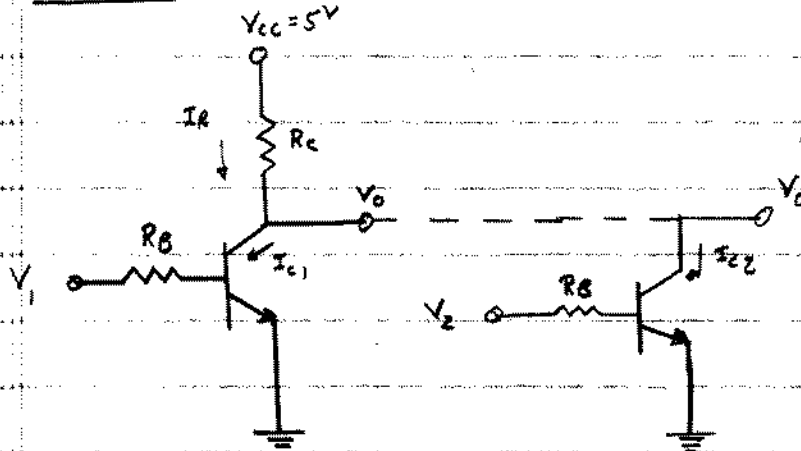 Vcc = 5V
IR
Rc
Vo
Vo
RB
Ic1
Ic2
V1
RB
V2